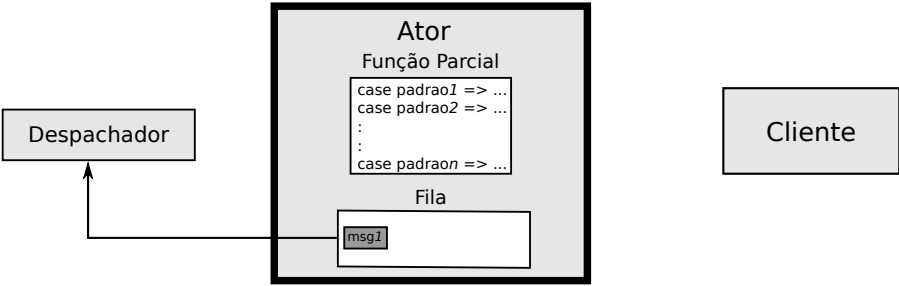 Ator
Função Parcial
case padrao1 => ...
case padrao2 => ...
:
:
case padraon => ...
Despachador
Cliente
Fila
msg1